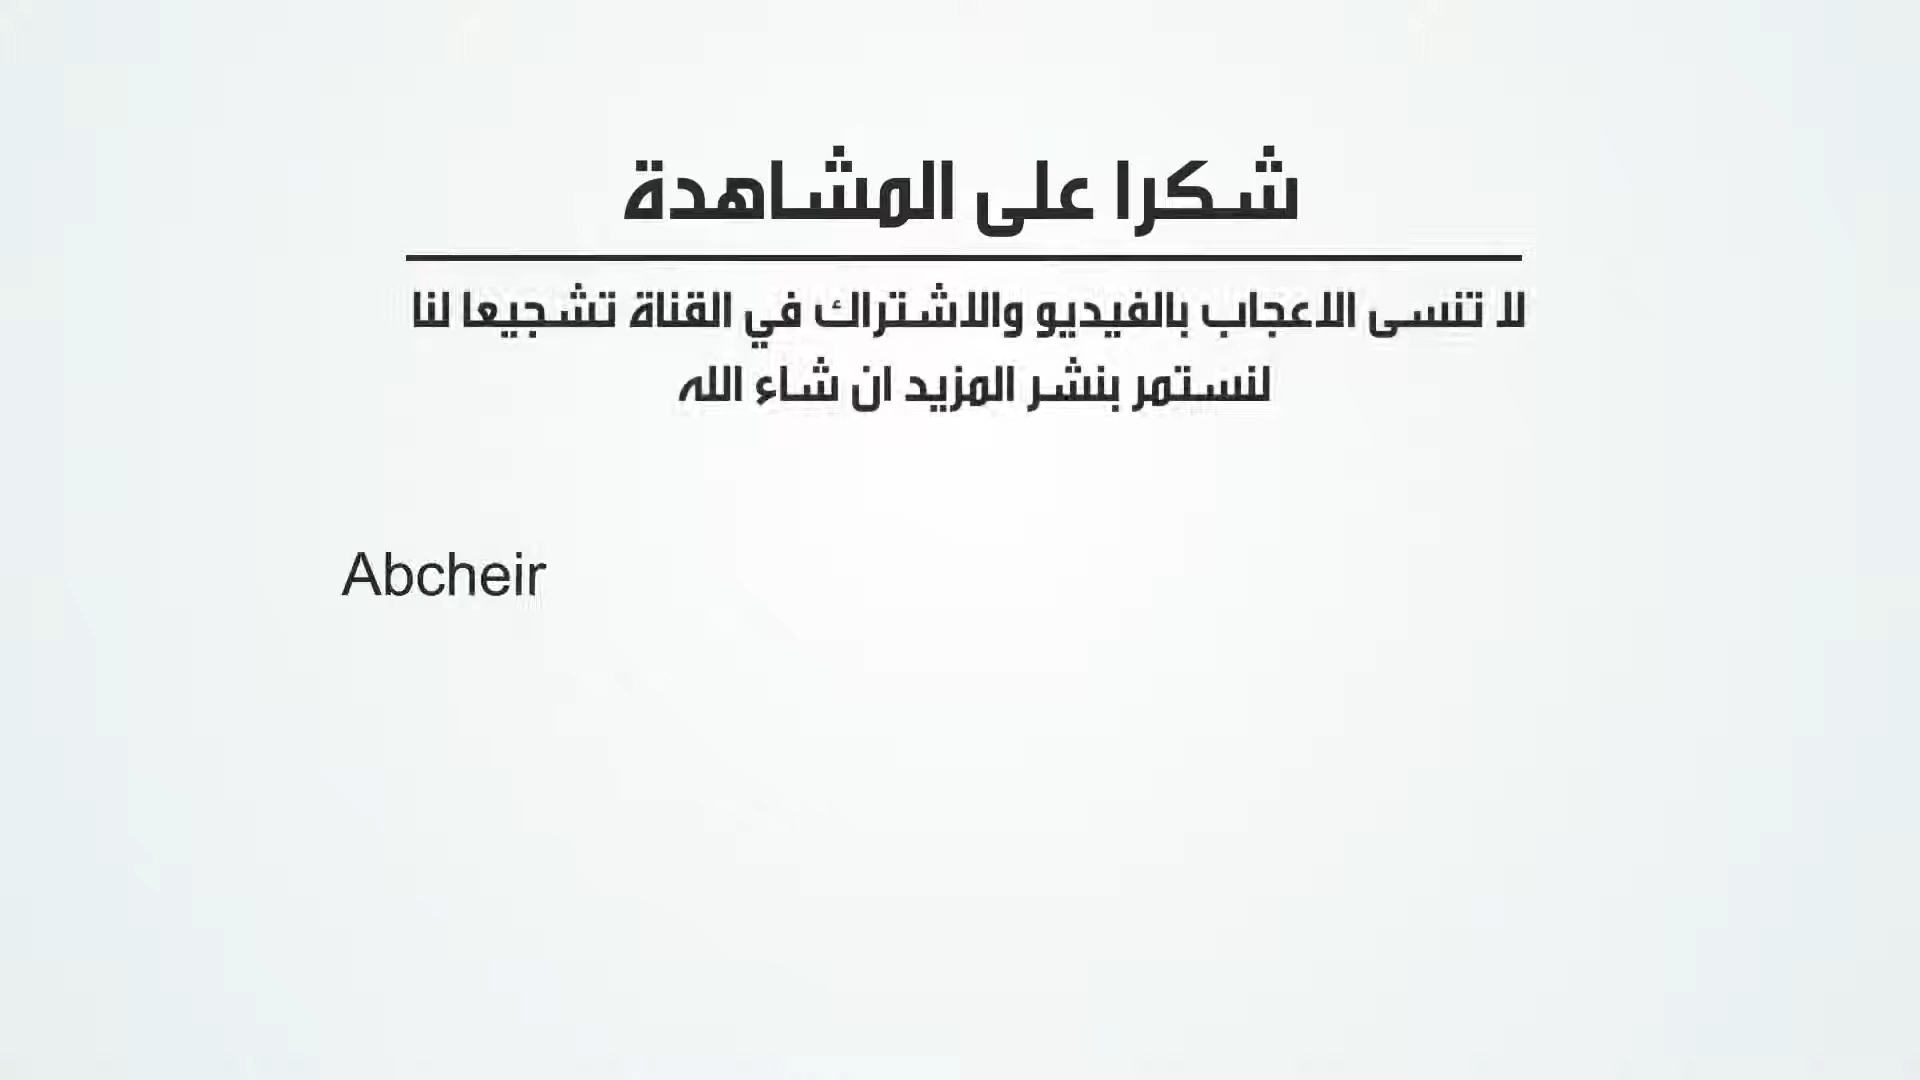 شكرا على المشاهدة
لا تنسى الاعجاب بالفيديو والاشتراك في القناة تشجيعا لنا
لنستمر بنشر المزيد ان شاء الله
Abcheir